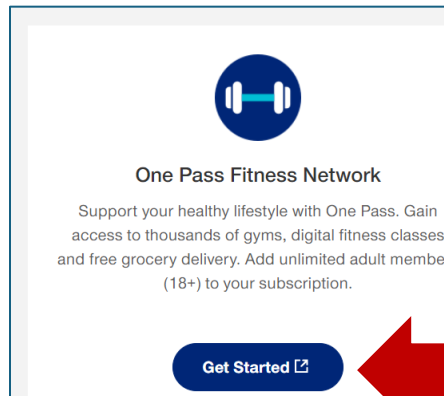 One Pass Fitness Network
Support your healthy lifestyle with One Pass. Gain
access to thousands of gyms, digital fitness classes
and free grocery delivery. Add unlimited adult membe
(18+) to your subscription.
Get Started